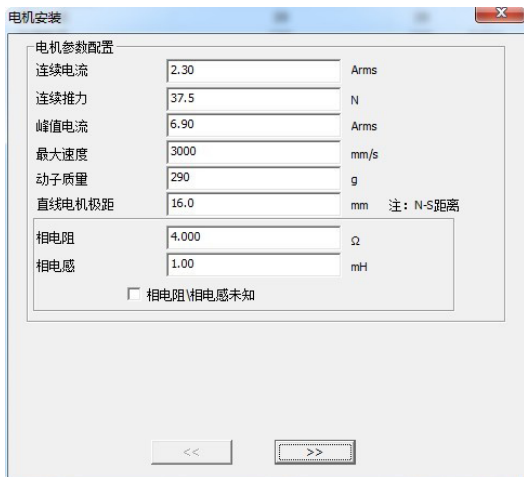 电机安装
电机参数配置
连续电流 2.30 Arms
连续推力 37.5 N
峰值电流 6.90 Arms
最大速度 3000 mm/s
动子质量 290 g
直线电机极距 16.0 mm 注：N-S距离
相电阻 4.000 Ω
相电感 1.00 mH
相电阻\相电感未知
<< >>